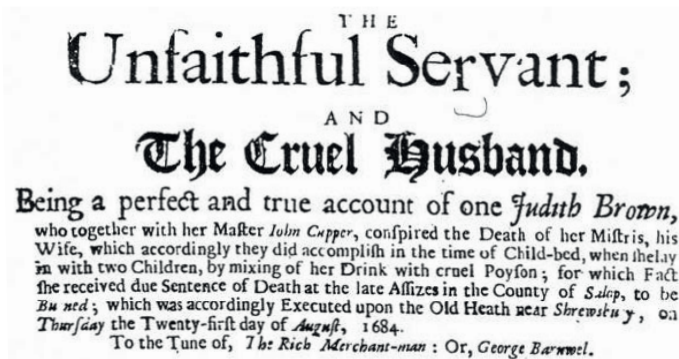 THE
Unfaithful Servant;
AND
The Cruel Husband.
Being a perfect and true account of one Judith Brown,
who together with her Maſter Iohn Cupper, conſpired the Death of her Miſtris, his
Wife, which accordingly they did accompliſh in the time of Child-bed, when ſhe lay
in with two Children, by mixing of her Drink with cruel Poyſon; for which Fact
ſhe received due Sentence of Death at the late Aſſizes in the County of Salop, to be
Bu ned; which was accordingly Executed upon the Old Heath near Shrewsbu y, on
Thurſday the Twenty-firſt day of Auguſt, 1684.
To the Tune of, The Rich Merchant-man: Or, George Barnwel.